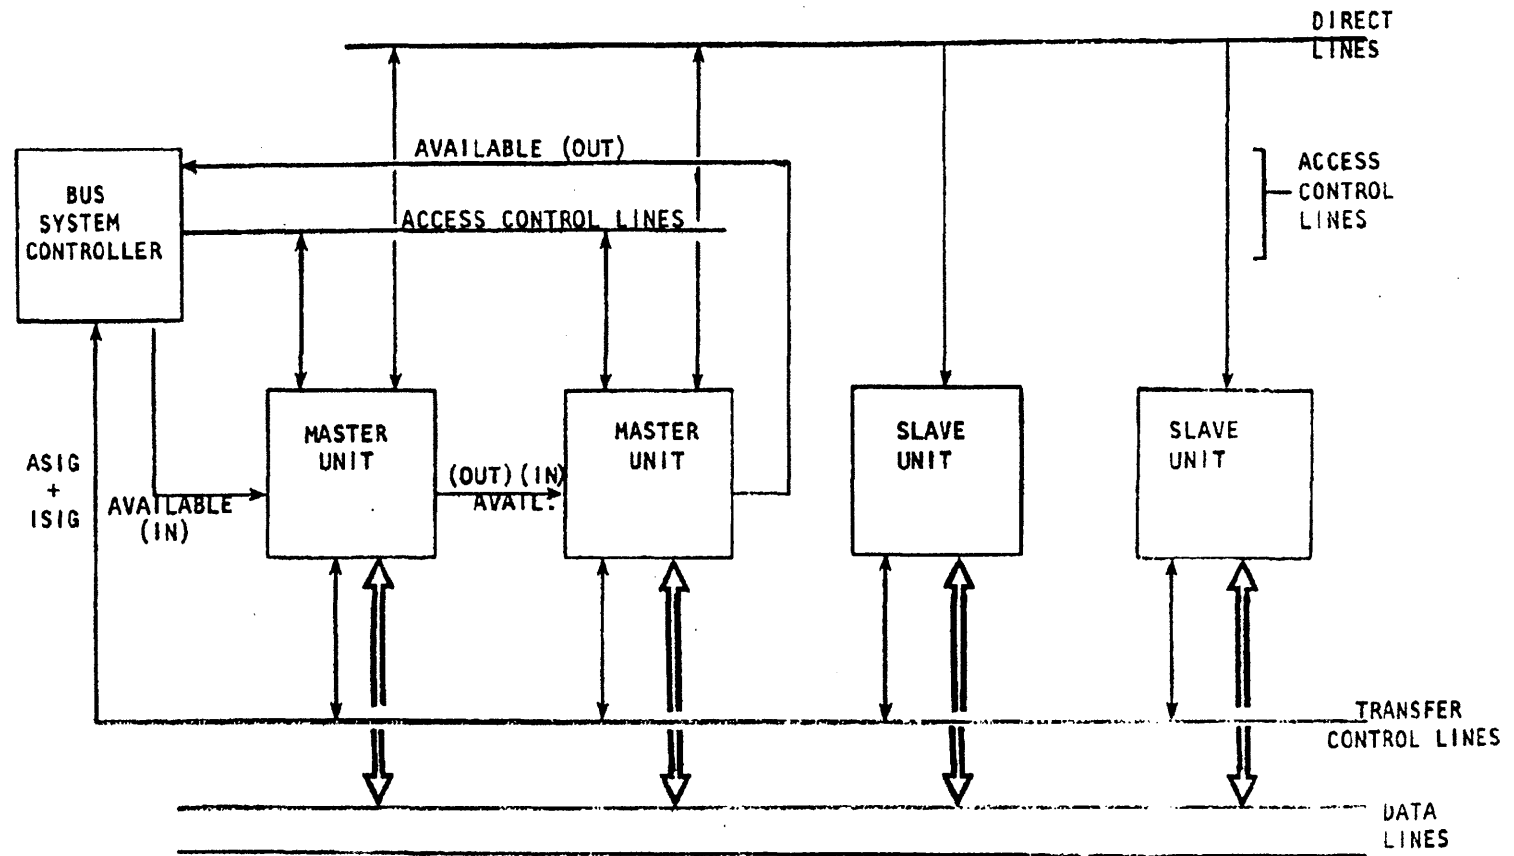 DIRECT
LINES
AVAILABLE (OUT)
BUS
SYSTEM
CONTROLLER
ACCESS
CONTROL
LINES
ACCESS CONTROL LINES
MASTER
UNIT
MASTER
UNIT
SLAVE
UNIT
SLAVE
UNIT
ASIG
+
ISIG
AVAILABLE
(IN)
(OUT)(IN)
AVAIL.
TRANSFER
CONTROL LINES
DATA
LINES